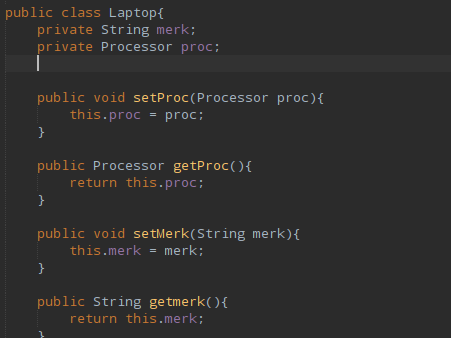 public class Laptop{
private String merk;
private Processor proc;
public void setProc(Processor proc){
this.proc = proc;
}
public Processor getProc(){
return this.proc;
}
public void setMerk(String merk){
this.merk = merk;
}
public String getmerk(){
return this.merk;
}